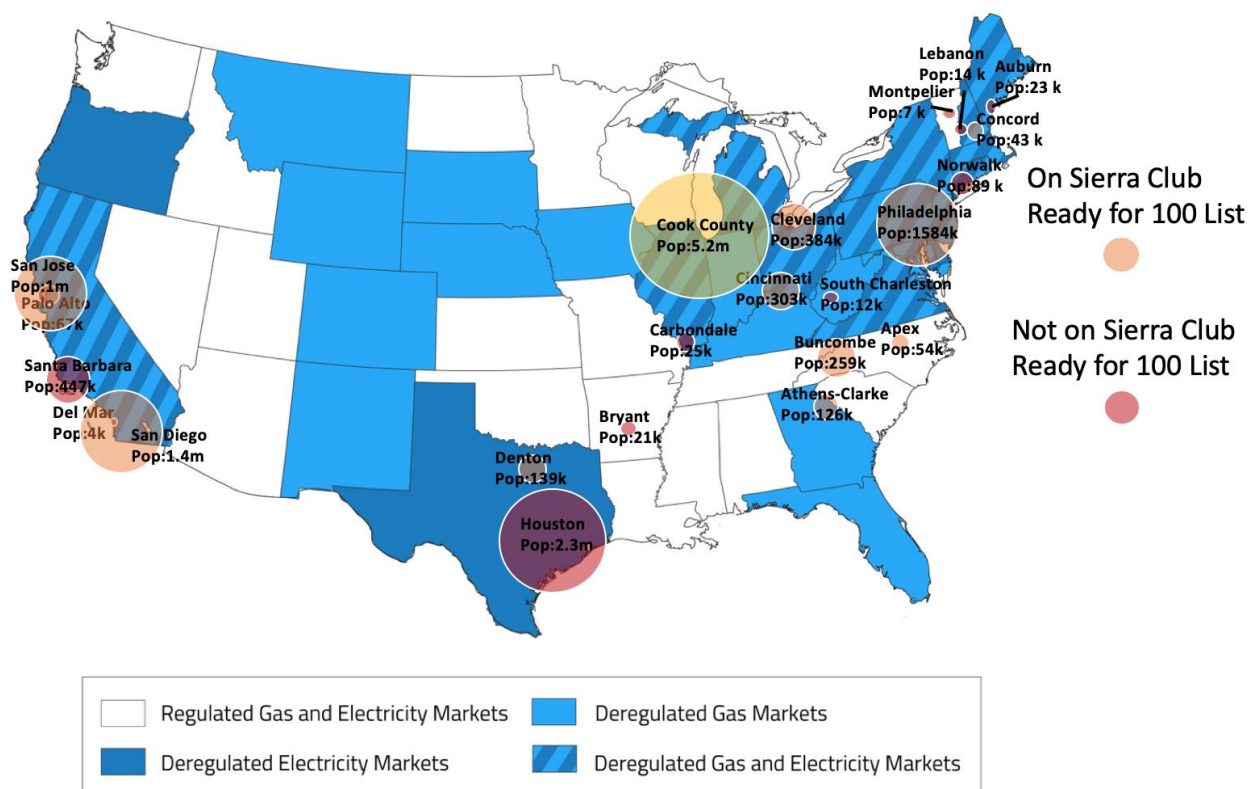 Lebanon
Pop:14 k
Auburn
Pop:23 k
Montpelier
Pop:7 k
Concord
Pop:43 k
Norwalk
Pop:89 k
On Sierra Club
Ready for 100 List
Cook County
Pop:5.2m
Cleveland
Pop:384k
Philadelphia
Pop:1584k
San Jose
Pop:1m
Palo Alto
Pop:67k
Cincinnati
Pop:303k
South Charleston
Pop:12k
Not on Sierra Club
Ready for 100 List
Carbondale
Pop:25k
Buncombe
Pop:259k
Apex
Pop:54k
Santa Barbara
Pop:447k
Athens-Clarke
Pop:126k
Del Mar
Pop:4k
San Diego
Pop:1.4m
Bryant
Pop:21k
Denton
Pop:139k
Houston
Pop:2.3m
Regulated Gas and Electricity Markets
Deregulated Gas Markets
Deregulated Electricity Markets
Deregulated Gas and Electricity Markets